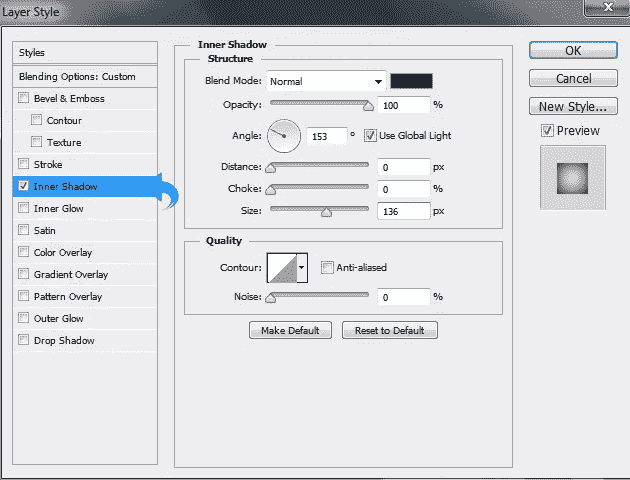 Layer Style
Styles
Blending Options: Custom
Bevel & Emboss
Contour
Texture
Stroke
Inner Shadow
Inner Glow
Satin
Color Overlay
Gradient Overlay
Pattern Overlay
Outer Glow
Drop Shadow
Inner Shadow
Structure
Blend Mode: Normal
Opacity: 100 %
Angle: 153 ° Use Global Light
Distance: 0 px
Choke: 0 %
Size: 136 px
Quality
Contour: Anti-aliased
Noise: 0 %
Make Default Reset to Default
OK
Cancel
New Style...
Preview